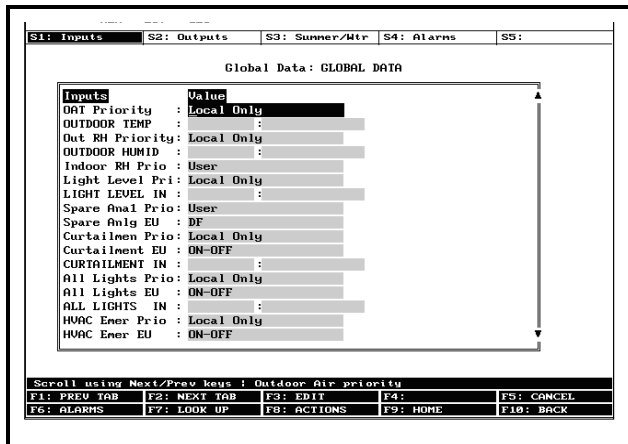 S1: Inputs S2: Outputs S3: Summer/Wtr S4: Alarms S5:
Global Data: GLOBAL DATA
Inputs Value
OAT Priority : Local Only
OUTDOOR TEMP : :
Out RH Priority: Local Only
OUTDOOR HUMID : :
Indoor RH Prio : User
Light Level Pri: Local Only
LIGHT LEVEL IN : :
Spare Anal Prio: User
Spare Anlg EU : DF
Curtailmen Prio: Local Only
Curtailment EU : ON-OFF
CURTAILMENT IN : :
All Lights Prio: Local Only
All Lights EU : ON-OFF
ALL LIGHTS IN : :
HVAC Emer Prio : Local Only
HVAC Emer EU : ON-OFF
Scroll using Next/Prev keys ¦ Outdoor Air priority
F1: PREV TAB F2: NEXT TAB F3: EDIT F4: F5: CANCEL
F6: ALARMS F7: LOOK UP F8: ACTIONS F9: HOME F10: BACK